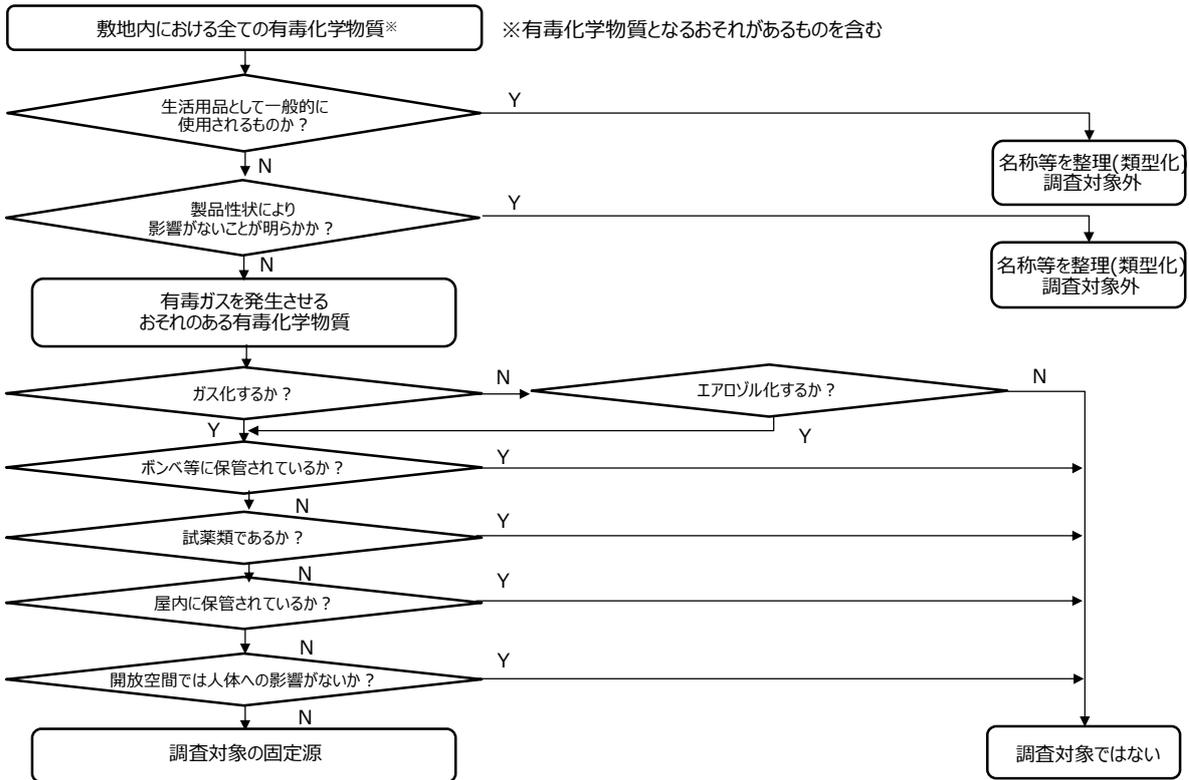 敷地内における全ての有毒化学物質※
※有毒化学物質となるおそれがあるものを含む
生活用品として一般的に
使用されるものか？
Y
N
名称等を整理(類型化)
調査対象外
製品性状により
影響がないことが明らかか？
Y
N
名称等を整理(類型化)
調査対象外
有毒ガスを発生させる
おそれのある有毒化学物質
ガス化するか？
N
エアロゾル化するか？
N
Y
Y
ボンベ等に保管されているか？
Y
N
試薬類であるか？
Y
N
屋内に保管されているか？
Y
N
開放空間では人体への影響がないか？
Y
N
調査対象の固定源
調査対象ではない